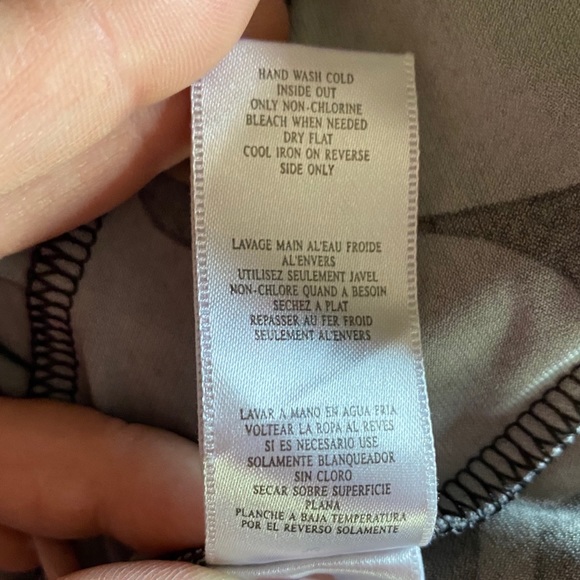 HAND WASH COLD
INSIDE OUT
ONLY NON-CHLORINE
BLEACH WHEN NEEDED
DRY FLAT
COOL IRON ON REVERSE
SIDE ONLY
LAVAGE MAIN AL'EAU FROIDE
AL'ENVERS
UTILISEZ SEULEMENT JAVEL
NON-CHLORE QUAND A BESOIN
SECHEZ A PLAT
REPASSER AU FER FROID
SEULEMENT AL'ENVERS
LAVAR A MANO EN AGUA FRIA
VOLTEAR LA ROPA AL REVES
SI ES NECESARIO USE
SOLAMENTE BLANQUEADOR
SIN CLORO
SECAR SOBRE SUPERFICIE
PLANA
PLANCHE A BAJA TEMPERATURA
POR EL REVERSO SOLAMENTE